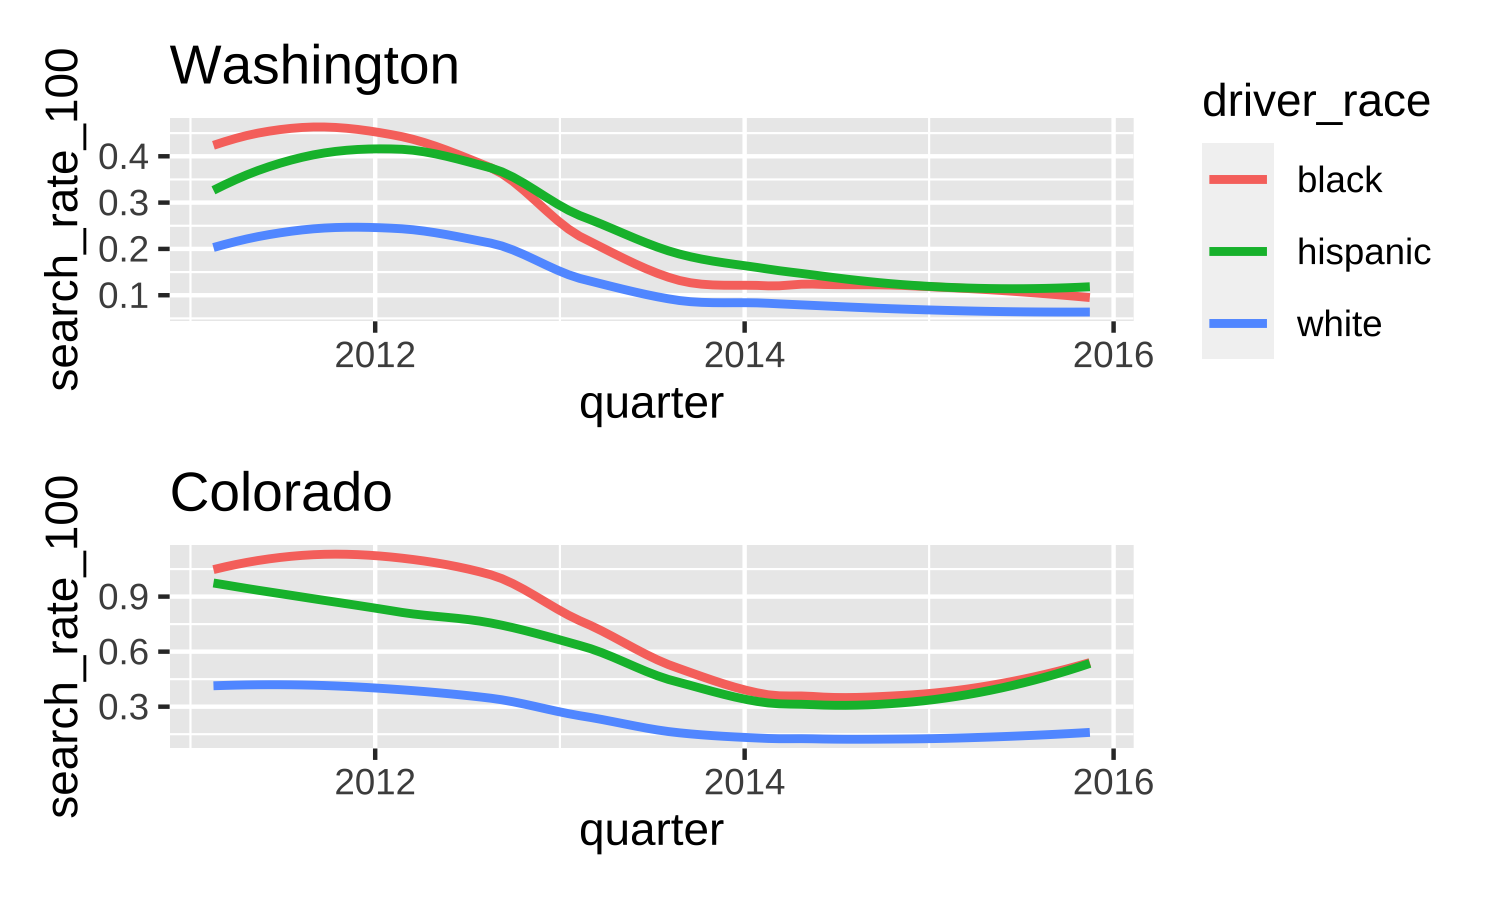 Washington
search_rate_100
0.4
0.3
0.2
0.1
2012 2014 2016
quarter
driver_race
black
hispanic
white
Colorado
search_rate_100
0.9
0.6
0.3
2012 2014 2016
quarter